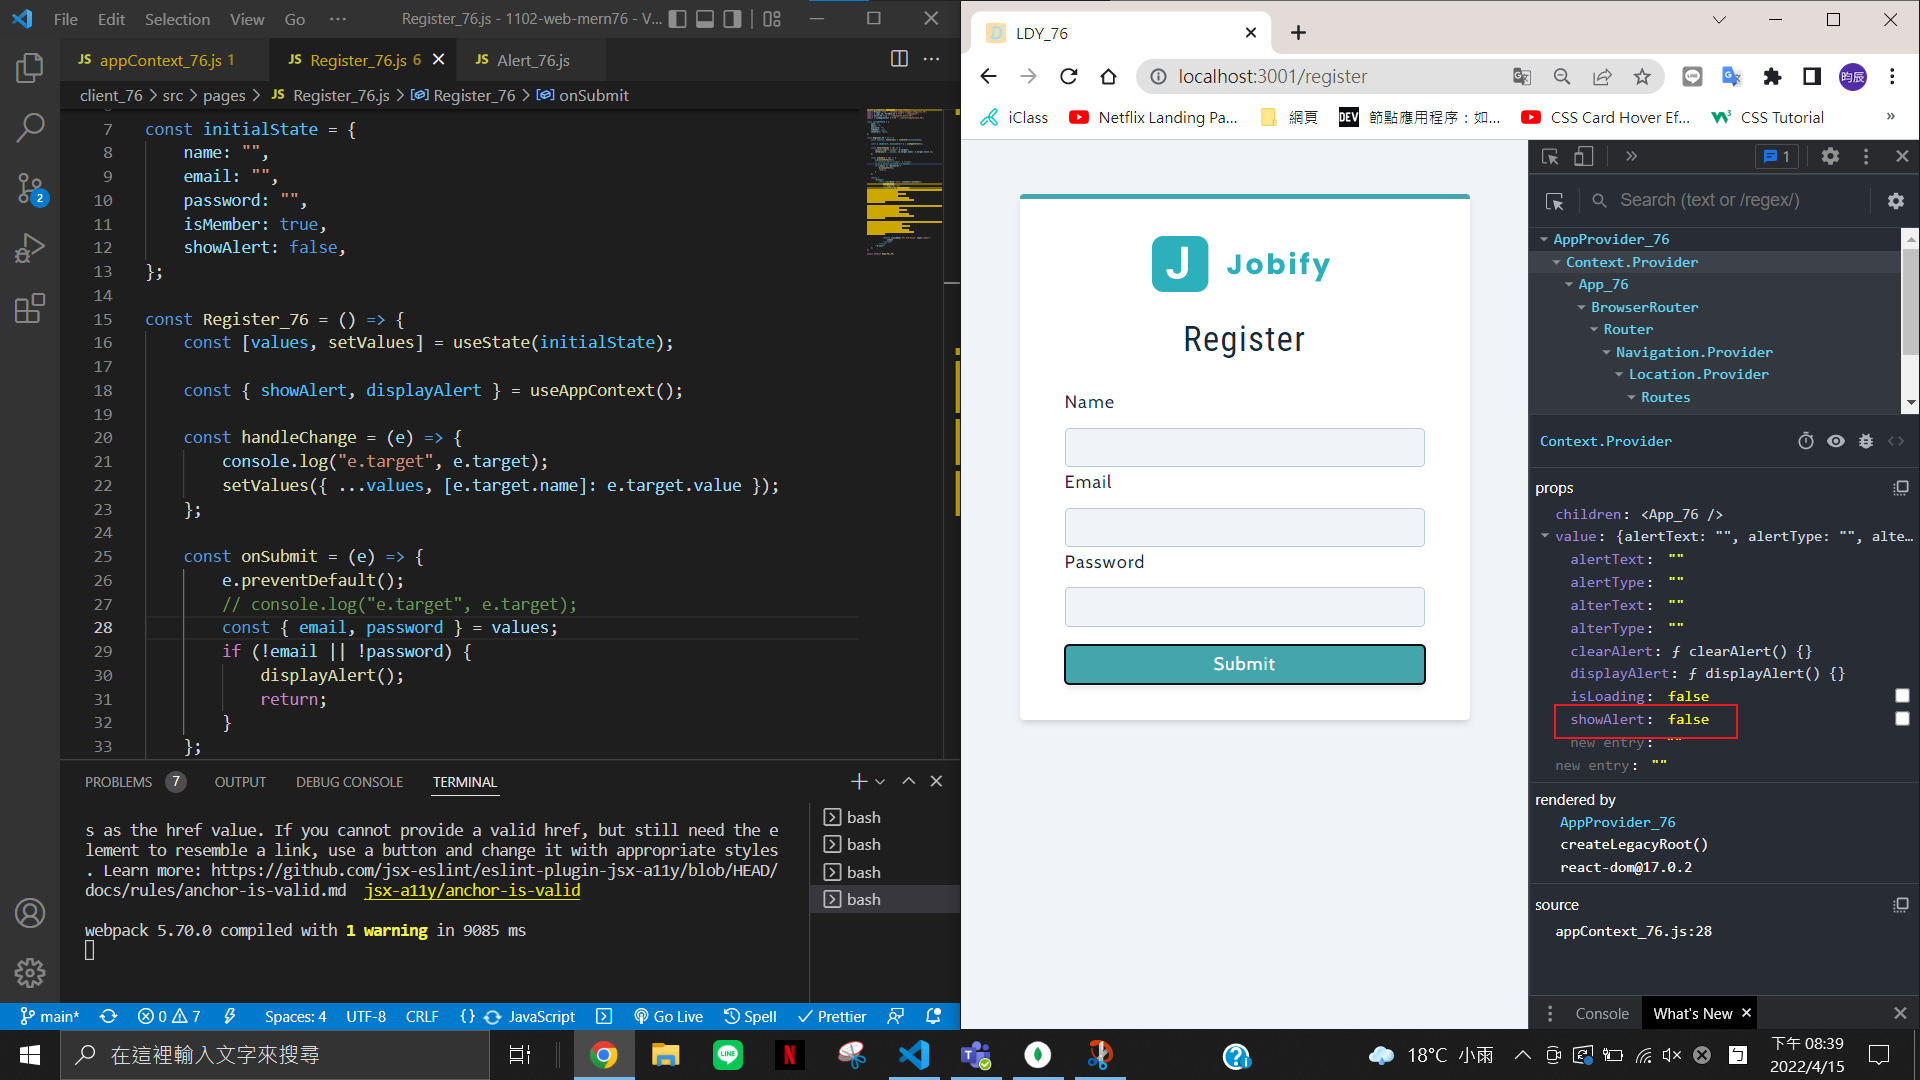 File Edit Selection View Go ··· Register_76.js - 1102-web-mern76 - V...
JS appContext_76.js 1
JS Register_76.js 6
JS Alert_76.js
client_76 > src > pages > JS Register_76.js > Register_76 > onSubmit
7 const initialState = {
8 name: "",
9 email: "",
10 password: "",
11 isMember: true,
12 showAlert: false,
13 };
14
15 const Register_76 = () => {
16 const [values, setValues] = useState(initialState);
17
18 const { showAlert, displayAlert } = useAppContext();
19
20 const handleChange = (e) => {
21 console.log("e.target", e.target);
22 setValues({ ...values, [e.target.name]: e.target.value });
23 };
24
25 const onSubmit = (e) => {
26 e.preventDefault();
27 // console.log("e.target", e.target);
28 const { email, password } = values;
29 if (!email || !password) {
30 displayAlert();
31 return;
32 }
33 };
2
PROBLEMS 7 OUTPUT DEBUG CONSOLE TERMINAL
s as the href value. If you cannot provide a valid href, but still need the e
lement to resemble a link, use a button and change it with appropriate styles
. Learn more: https://github.com/jsx-eslint/eslint-plugin-jsx-a11y/blob/HEAD/
docs/rules/anchor-is-valid.md jsx-a11y/anchor-is-valid
webpack 5.70.0 compiled with 1 warning in 9085 ms
bash
bash
bash
bash
main* 0 7 Spaces: 4 UTF-8 CRLF {} JavaScript Go Live Spell Prettier
LDY_76
localhost:3001/register
昀辰
iClass Netflix Landing Pa... 網頁 DEV 節點應用程序：如... CSS Card Hover Ef... CSS Tutorial »
J Jobify
Register
Name
Email
Password
Submit
» 1
Search (text or /regex/)
AppProvider_76
Context.Provider
App_76
BrowserRouter
Router
Navigation.Provider
Location.Provider
Routes
Context.Provider
props
children: <App_76 />
value: {alertText: "", alertType: "", alte…
alertText: ""
alertType: ""
alterText: ""
alterType: ""
clearAlert: ƒ clearAlert() {}
displayAlert: ƒ displayAlert() {}
isLoading: false
showAlert: false
new entry: ""
new entry: ""
rendered by
AppProvider_76
createLegacyRoot()
react-dom@17.0.2
source
appContext_76.js:28
Console What's New
在這裡輸入文字來搜尋
LINE
N
18°C 小雨
下午 08:39
2022/4/15